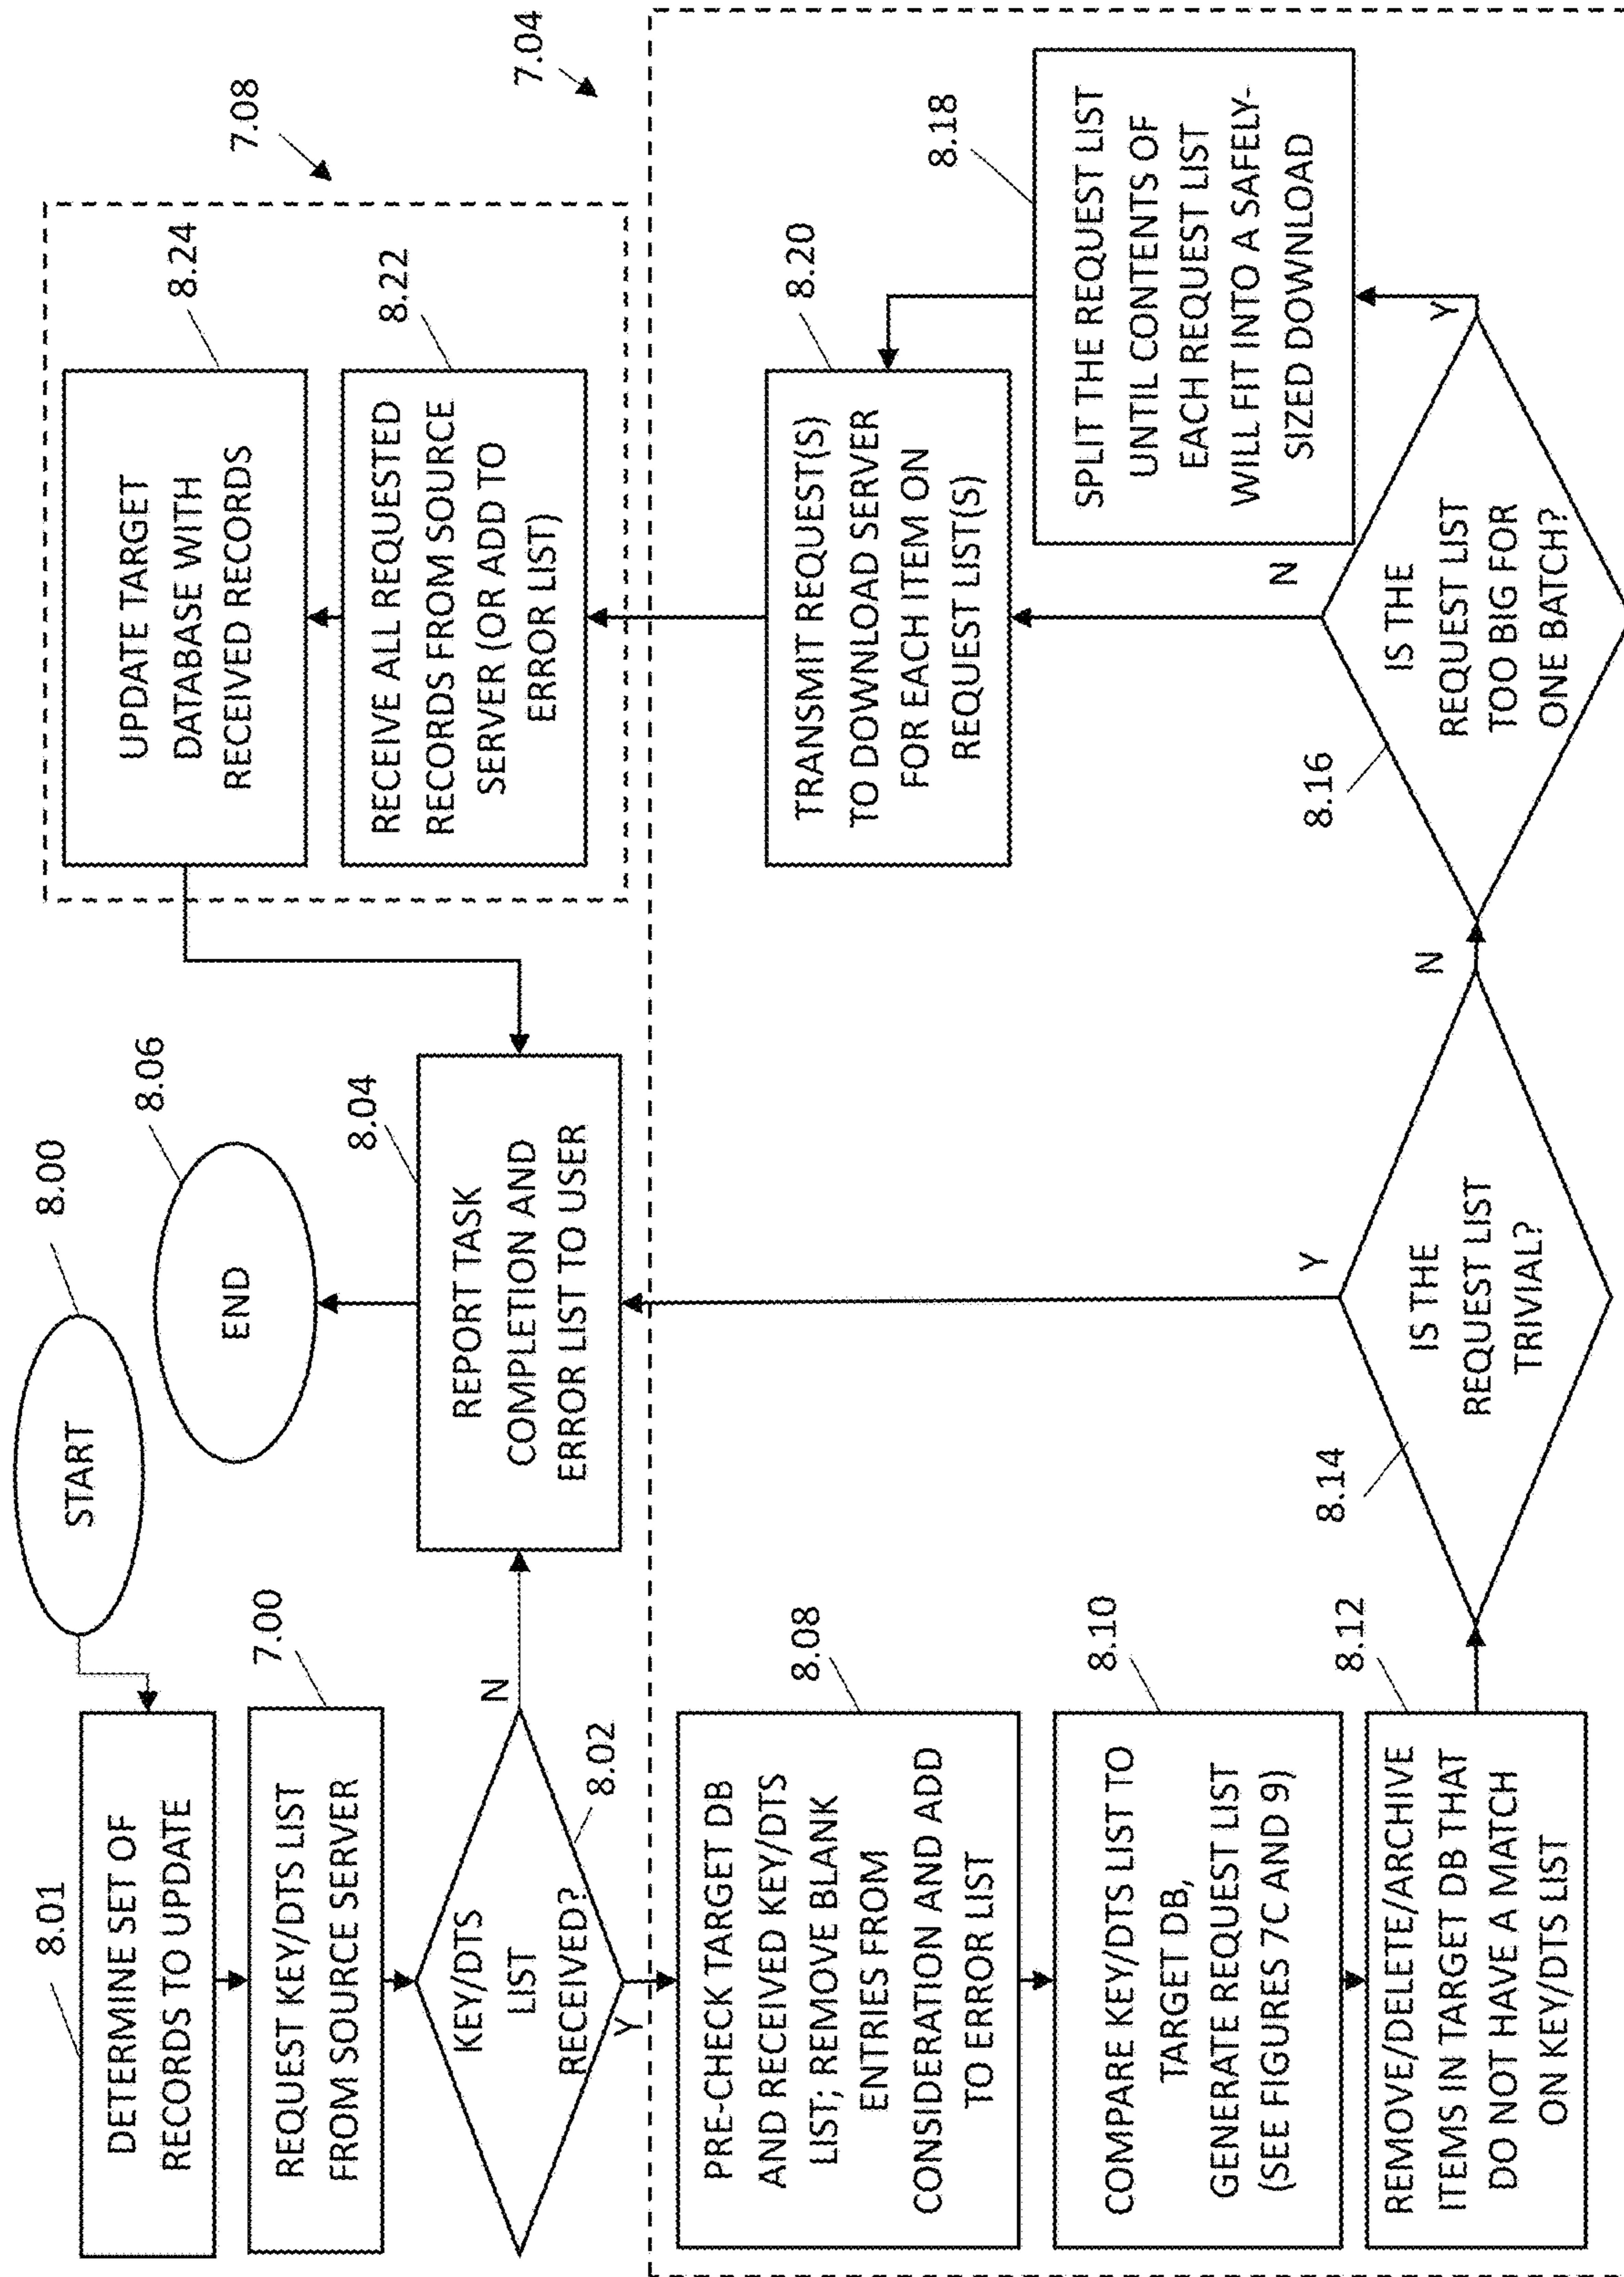 START
8.00
8.01
DETERMINE SET OF
RECORDS TO UPDATE
7.00
REQUEST KEY/DTS LIST
FROM SOURCE SERVER
KEY/DTS
LIST
RECEIVED?
8.02
N
Y
8.06
END
8.04
REPORT TASK
COMPLETION AND
ERROR LIST TO USER
7.08
8.24
UPDATE TARGET
DATABASE WITH
RECEIVED RECORDS
8.22
RECEIVE ALL REQUESTED
RECORDS FROM SOURCE
SERVER (OR ADD TO
ERROR LIST)
7.04
8.08
PRE-CHECK TARGET DB
AND RECEIVED KEY/DTS
LIST; REMOVE BLANK
ENTRIES FROM
CONSIDERATION AND ADD
TO ERROR LIST
8.10
COMPARE KEY/DTS LIST TO
TARGET DB,
GENERATE REQUEST LIST
(SEE FIGURES 7C AND 9)
8.12
REMOVE/DELETE/ARCHIVE
ITEMS IN TARGET DB THAT
DO NOT HAVE A MATCH
ON KEY/DTS LIST
8.14
IS THE
REQUEST LIST
TRIVIAL?
Y
N
8.16
IS THE
REQUEST LIST
TOO BIG FOR
ONE BATCH?
N
Y
8.20
TRANSMIT REQUEST(S)
TO DOWNLOAD SERVER
FOR EACH ITEM ON
REQUEST LIST(S)
8.18
SPLIT THE REQUEST LIST
UNTIL CONTENTS OF
EACH REQUEST LIST
WILL FIT INTO A SAFELY-
SIZED DOWNLOAD